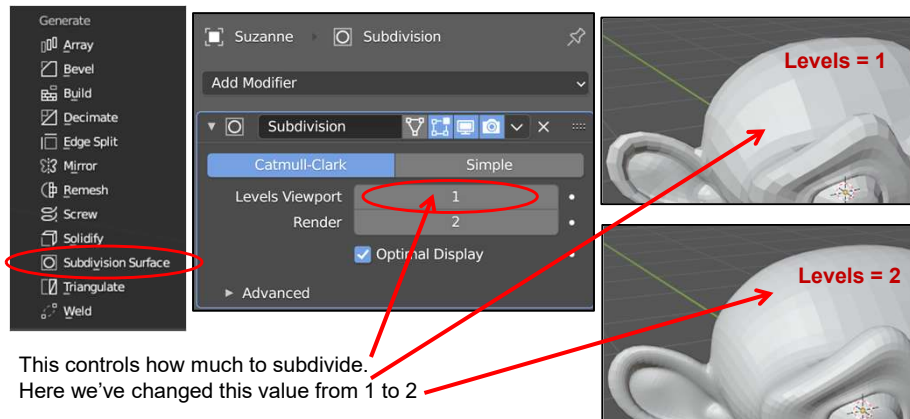 Generate
Array
Bevel
Build
Decimate
Edge Split
Mirror
Remesh
Screw
Solidify
Subdivision Surface
Triangulate
Weld
Suzanne Subdivision
Add Modifier
Subdivision
Catmull-Clark Simple
Levels Viewport 1
Render 2
Optimal Display
Advanced
Levels = 1
Levels = 2
This controls how much to subdivide.
Here we’ve changed this value from 1 to 2